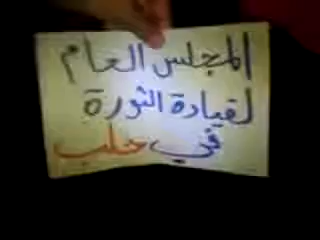 المجلس العام
لقيادة الثورة
في حلب